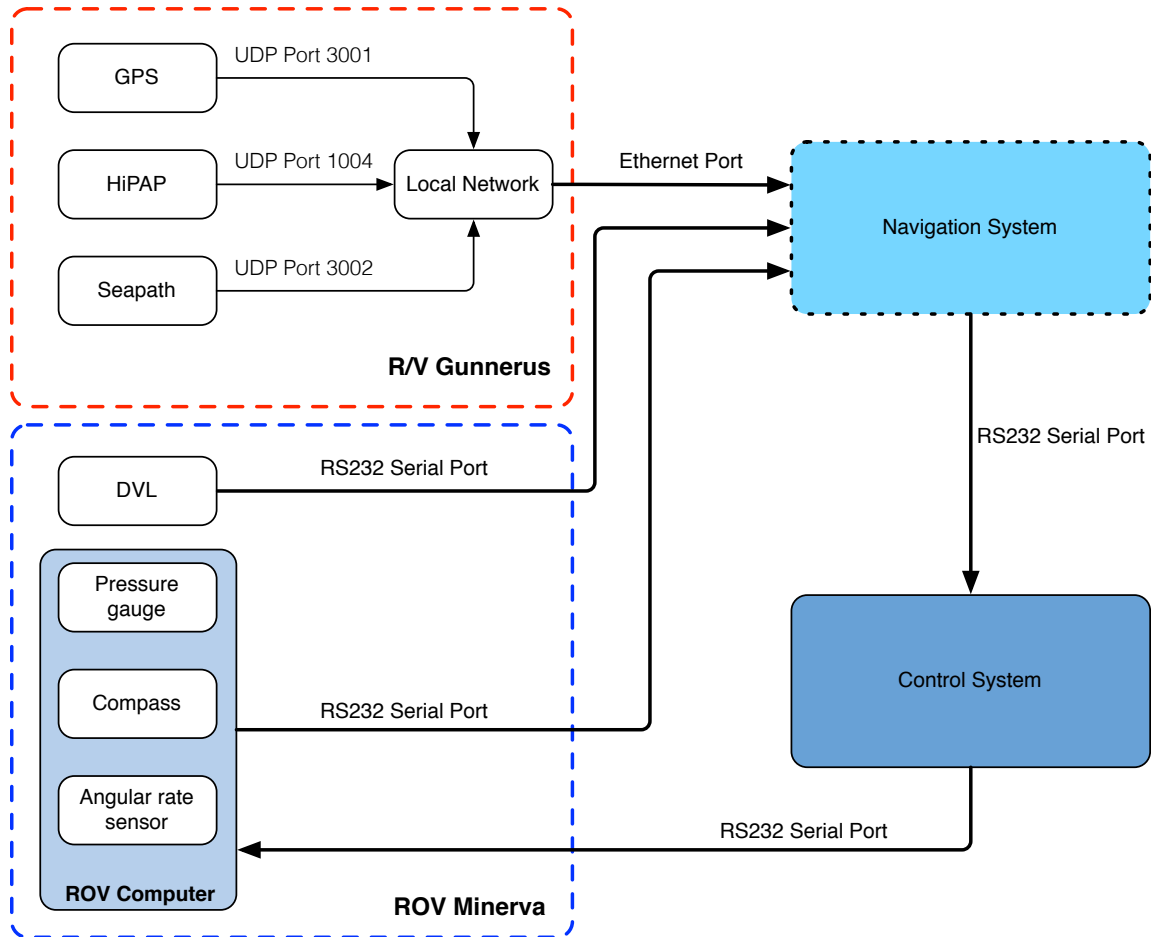 GPS
UDP Port 3001
HiPAP
UDP Port 1004
Local Network
Seapath
UDP Port 3002
R/V Gunnerus
Ethernet Port
Navigation System
DVL
RS232 Serial Port
Pressure
gauge
Compass
RS232 Serial Port
Angular rate
sensor
ROV Computer
ROV Minerva
RS232 Serial Port
Control System
RS232 Serial Port